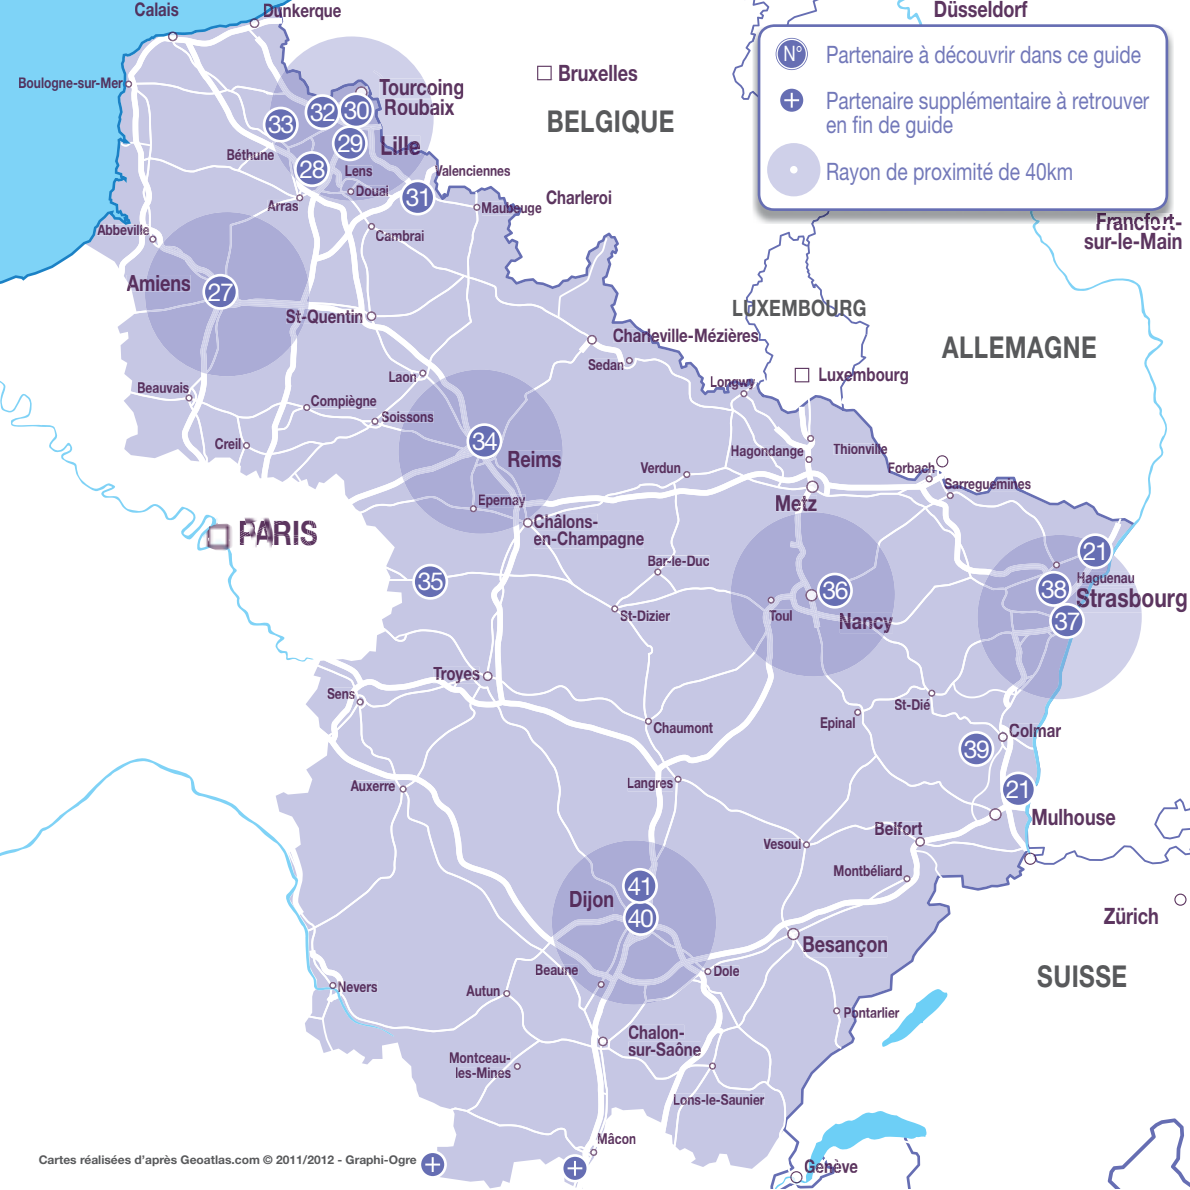 Calais
Dunkerque
Düsseldorf
N°
Partenaire à découvrir dans ce guide
Partenaire supplémentaire à retrouver
en fin de guide
Rayon de proximité de 40km
Boulogne-sur-Mer
Bruxelles
BELGIQUE
Tourcoing
Roubaix
32
30
33
29
Lille
Béthune
28
Lens
Valenciennes
Douai
31
Arras
Maubeuge
Charleroi
Cambrai
Abbeville
Francfort-
sur-le-Main
Amiens
27
St-Quentin
LUXEMBOURG
ALLEMAGNE
Charleville-Mézières
Sedan
Luxembourg
Longwy
Laon
Beauvais
Compiègne
Soissons
Creil
34
Reims
Hagondange
Thionville
Verdun
Forbach
Sarreguemines
Metz
Epernay
Châlons-
en-Champagne
PARIS
21
Bar-le-Duc
35
Haguenau
38
Strasbourg
36
37
St-Dizier
Toul
Nancy
Troyes
Sens
St-Dié
Epinal
Chaumont
Colmar
39
Langres
Auxerre
21
Mulhouse
Belfort
Vesoul
Montbéliard
41
Dijon
40
Zürich
Besançon
Beaune
Dole
SUISSE
Nevers
Autun
Pontarlier
Chalon-
sur-Saône
Montceau-
les-Mines
Lons-le-Saunier
Mâcon
Cartes réalisées d'après Geoatlas.com © 2011/2012 - Graphi-Ogre
Genève